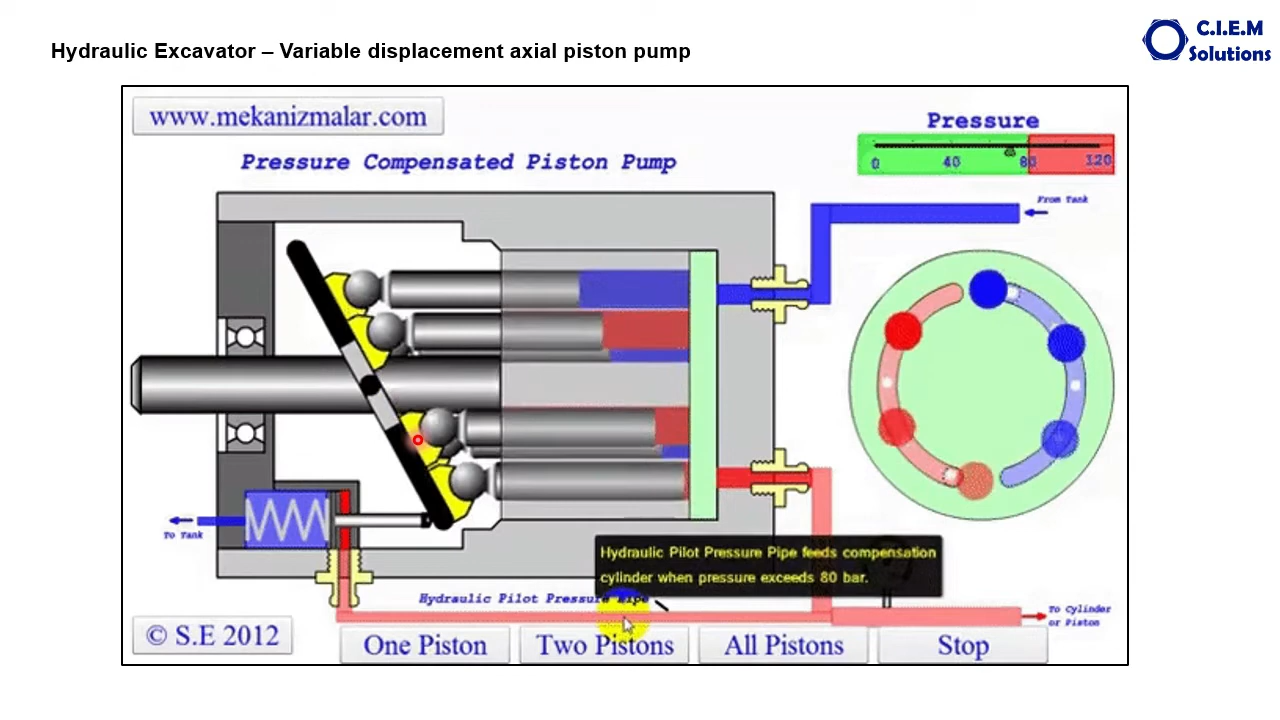 Hydraulic Excavator – Variable displacement axial piston pump
C.I.E.M
Solutions
www.mekanizmalar.com
Pressure
Pressure Compensated Piston Pump
0 40 80 120
From Tank
To Tank
Hydraulic Pilot Pressure Pipe feeds compensation
cylinder when pressure exceeds 80 bar.
Hydraulic Pilot Pressure Pipe
To Cylinder
or Piston
© S.E 2012
One Piston
Two Pistons
All Pistons
Stop